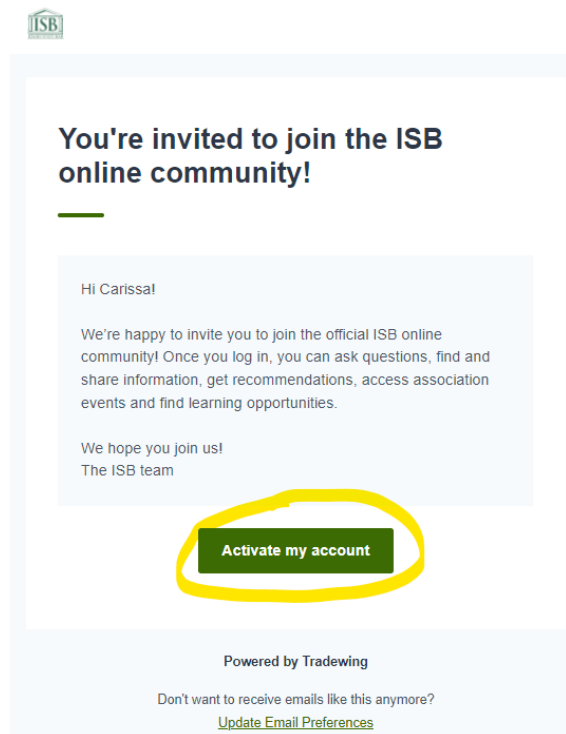 ISB
You're invited to join the ISB
online community!
Hi Carissa!
We're happy to invite you to join the official ISB online
community! Once you log in, you can ask questions, find and
share information, get recommendations, access association
events and find learning opportunities.
We hope you join us!
The ISB team
Activate my account
Powered by Tradewing
Don't want to receive emails like this anymore?
Update Email Preferences